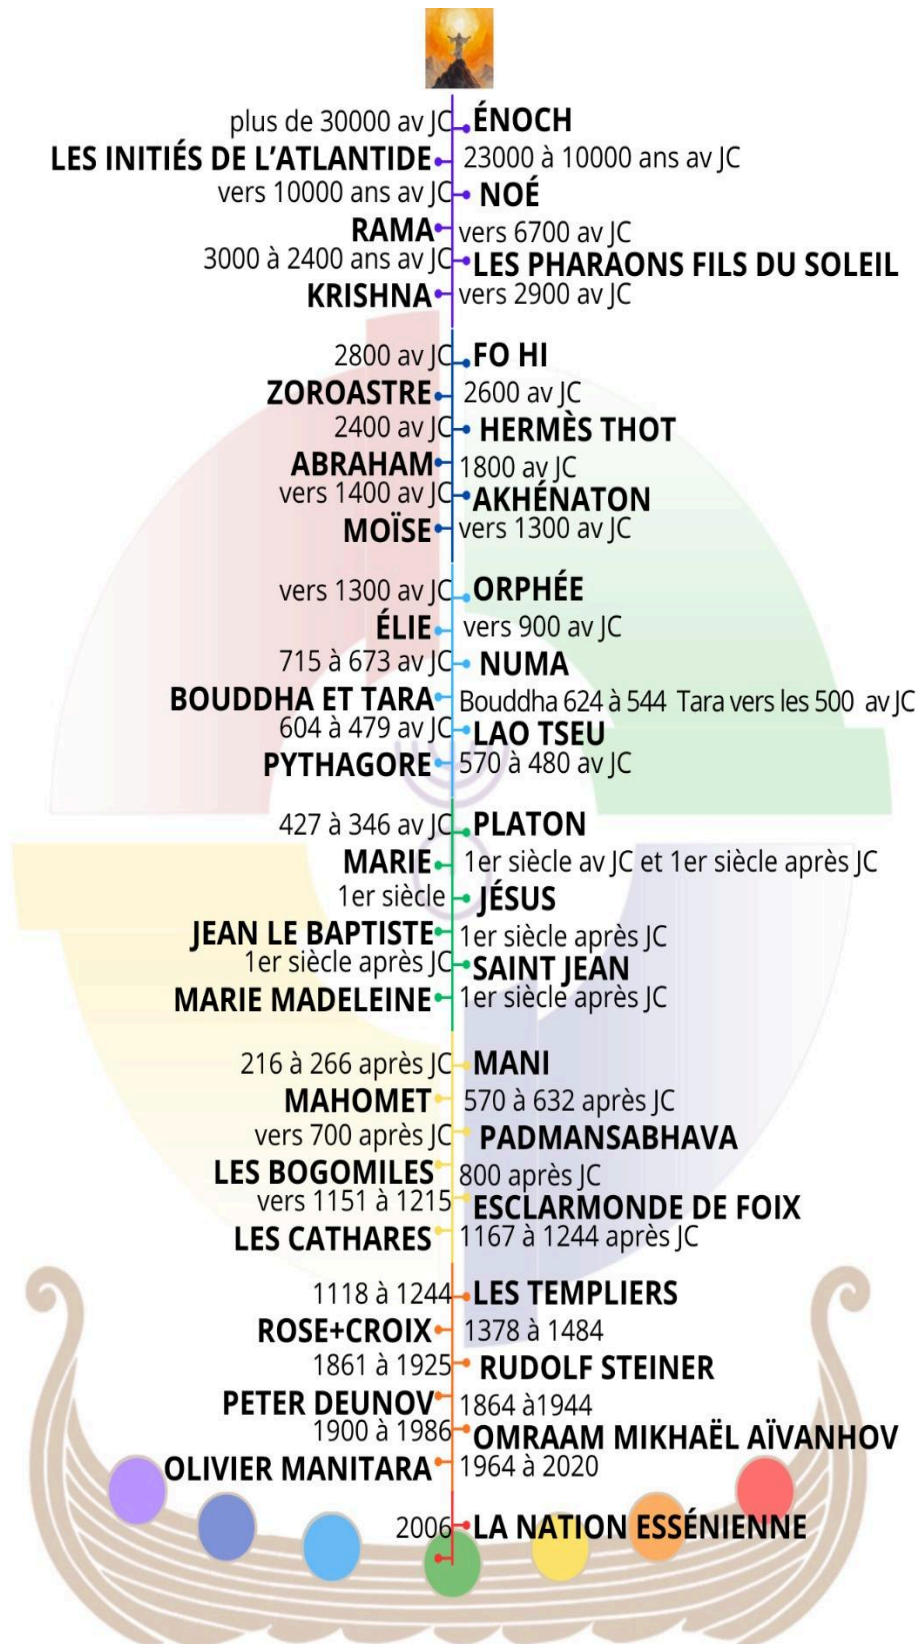 plus de 30000 av JC ÉNOCH
LES INITIÉS DE L'ATLANTIDE 23000 à 10000 ans av JC
vers 10000 ans av JC NOÉ
RAMA vers 6700 av JC
3000 à 2400 ans av JC LES PHARAONS FILS DU SOLEIL
KRISHNA vers 2900 av JC
2800 av JC FO HI
ZOROASTRE 2600 av JC
2400 av JC HERMÈS THOT
ABRAHAM 1800 av JC
vers 1400 av JC AKHÉNATON
MOÏSE vers 1300 av JC
vers 1300 av JC ORPHÉE
ÉLIE vers 900 av JC
715 à 673 av JC NUMA
BOUDDHA ET TARA Bouddha 624 à 544 Tara vers les 500 av JC
604 à 479 av JC LAO TSEU
PYTHAGORE 570 à 480 av JC
427 à 346 av JC PLATON
MARIE 1er siècle av JC et 1er siècle après JC
1er siècle JÉSUS
JEAN LE BAPTISTE 1er siècle après JC
1er siècle après JC SAINT JEAN
MARIE MADELEINE 1er siècle après JC
216 à 266 après JC MANI
MAHOMET 570 à 632 après JC
vers 700 après JC PADMANSABHAVA
LES BOGOMILES 800 après JC
vers 1151 à 1215 ESCLARMONDE DE FOIX
LES CATHARES 1167 à 1244 après JC
1118 à 1244 LES TEMPLIERS
ROSE+CROIX 1378 à 1484
1861 à 1925 RUDOLF STEINER
PETER DEUNOV 1864 à1944
1900 à 1986 OMRAAM MIKHAËL AÏVANHOV
OLIVIER MANITARA 1964 à 2020
2006 LA NATION ESSÉNIENNE